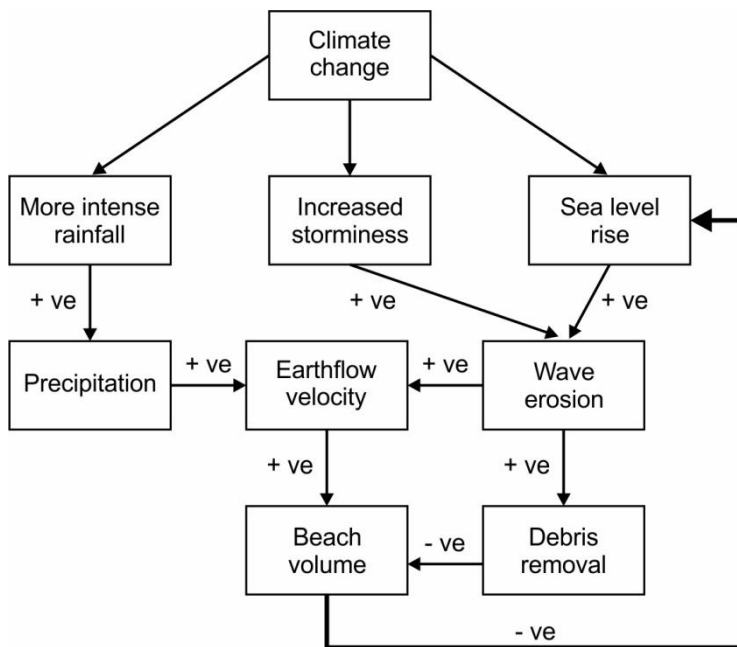 Climate
change
More intense
rainfall
Increased
storminess
Sea level
rise
+ ve
+ ve
+ ve
Precipitation
+ ve
Earthflow
velocity
+ ve
Wave
erosion
+ ve
+ ve
Beach
volume
- ve
Debris
removal
- ve